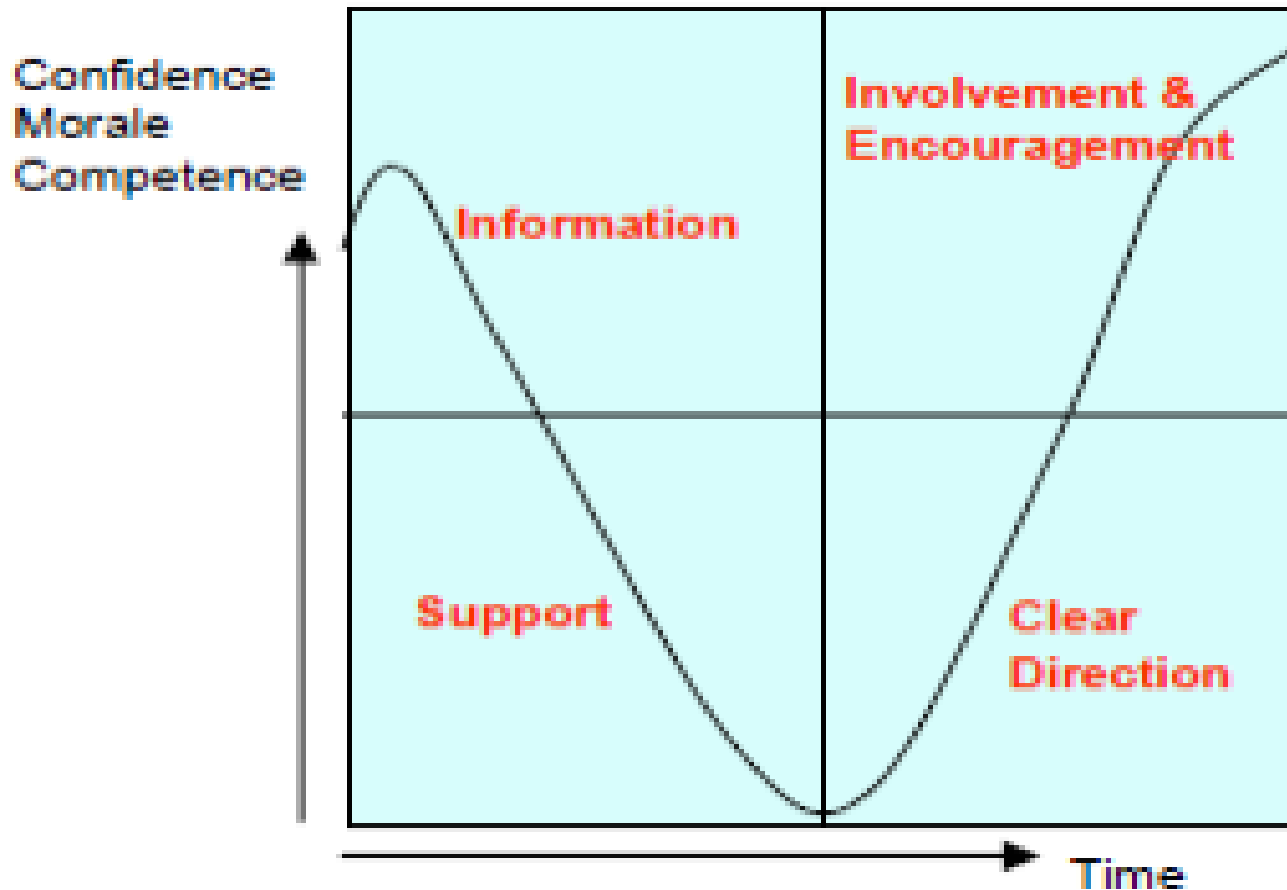 Confidence
Morale
Competence
Involvement &
Encouragement
Information
Support
Clear
Direction
Time